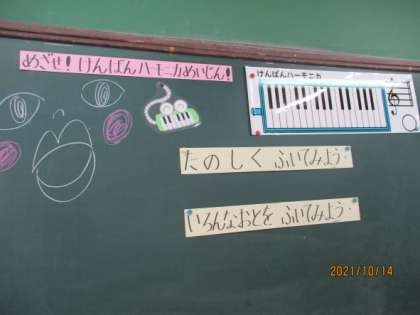 めざせ！けんばんハーモニカめいじん！
けんばんハーモニカ
たのしく ふいてみよう。
いろんなおとを ふいてみよう。
2021/10/14